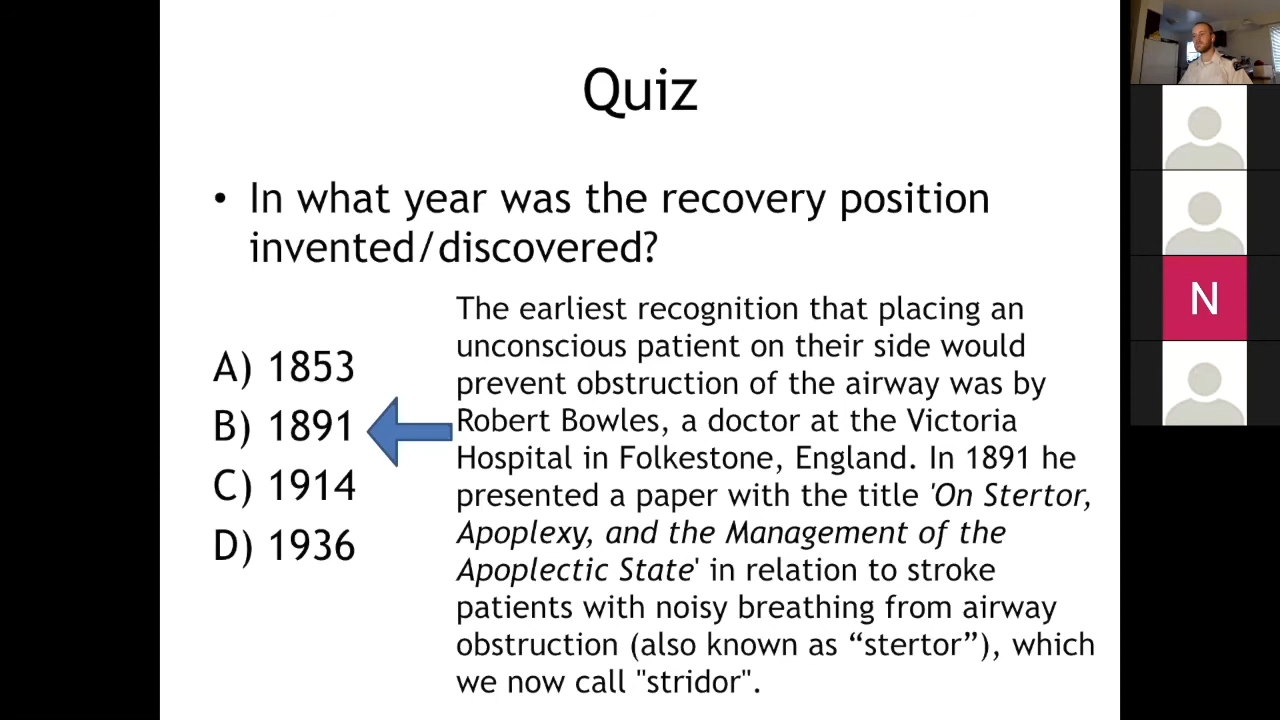 Quiz
• In what year was the recovery position
invented/discovered?
A) 1853
B) 1891
C) 1914
D) 1936
The earliest recognition that placing an
unconscious patient on their side would
prevent obstruction of the airway was by
Robert Bowles, a doctor at the Victoria
Hospital in Folkestone, England. In 1891 he
presented a paper with the title 'On Stertor,
Apoplexy, and the Management of the
Apoplectic State' in relation to stroke
patients with noisy breathing from airway
obstruction (also known as “stertor”), which
we now call "stridor".
N